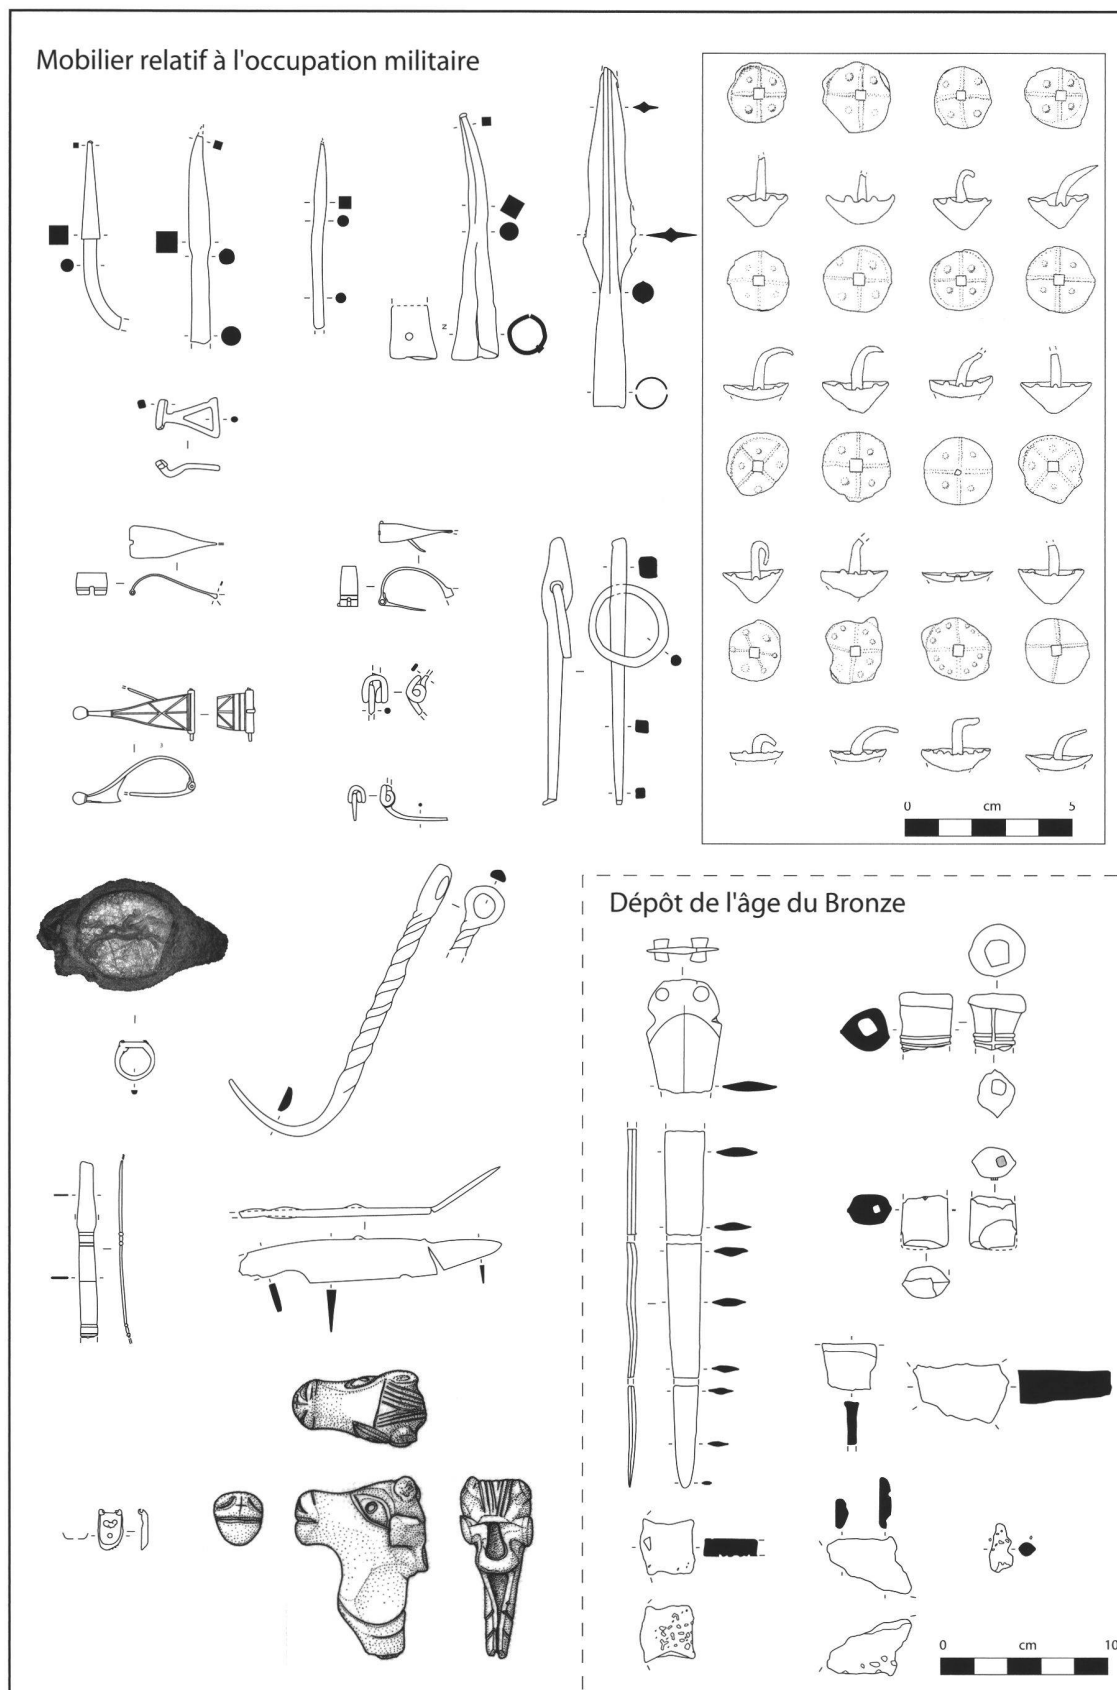 Mobilier relatif à l'occupation militaire
0 cm 5
Dépôt de l'âge du Bronze
0 cm 10